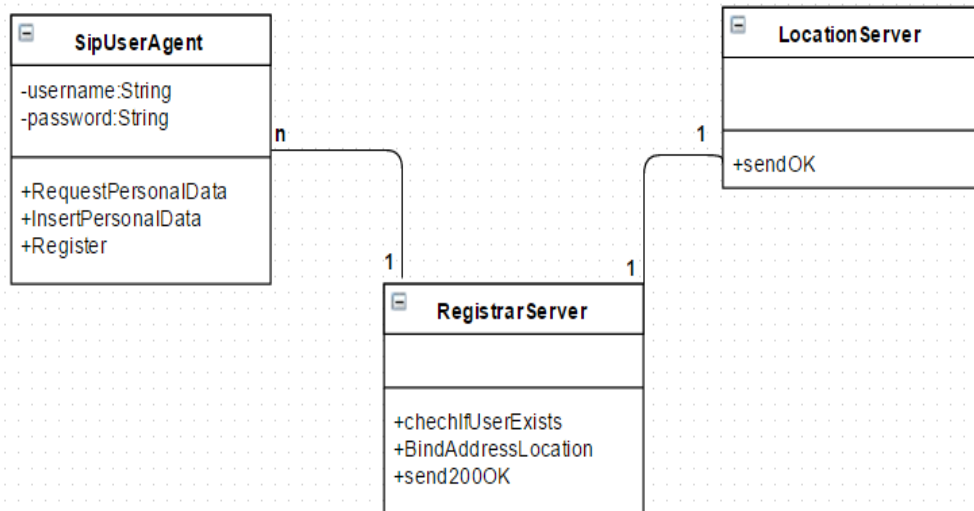 SipUserAgent
-username:String
-password:String
+RequestPersonalData
+InsertPersonalData
+Register
n
1
LocationServer
+sendOK
1
1
RegistrarServer
+chechIfUserExists
+BindAddressLocation
+send200OK